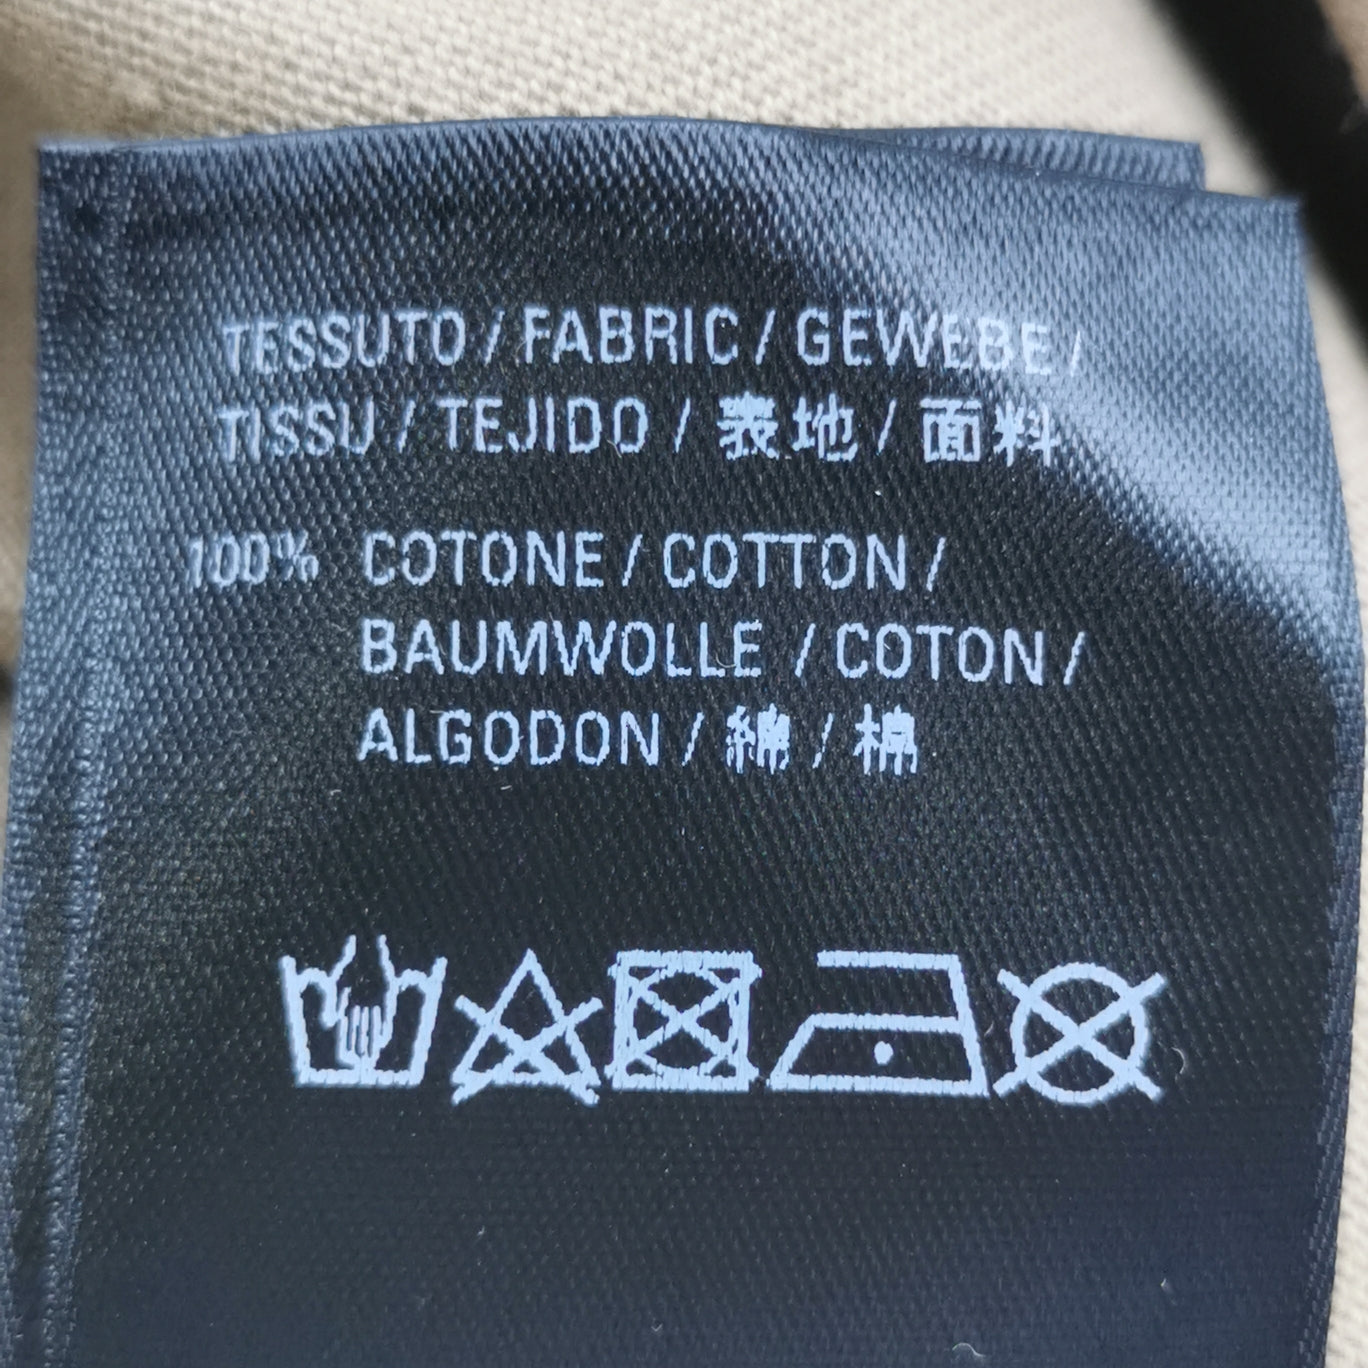 TESSUTO / FABRIC / GEWEBE /
TISSU / TEJIDO / 表地 / 面料
100% COTONE / COTTON /
BAUMWOLLE / COTON /
ALGODON / 綿 / 棉